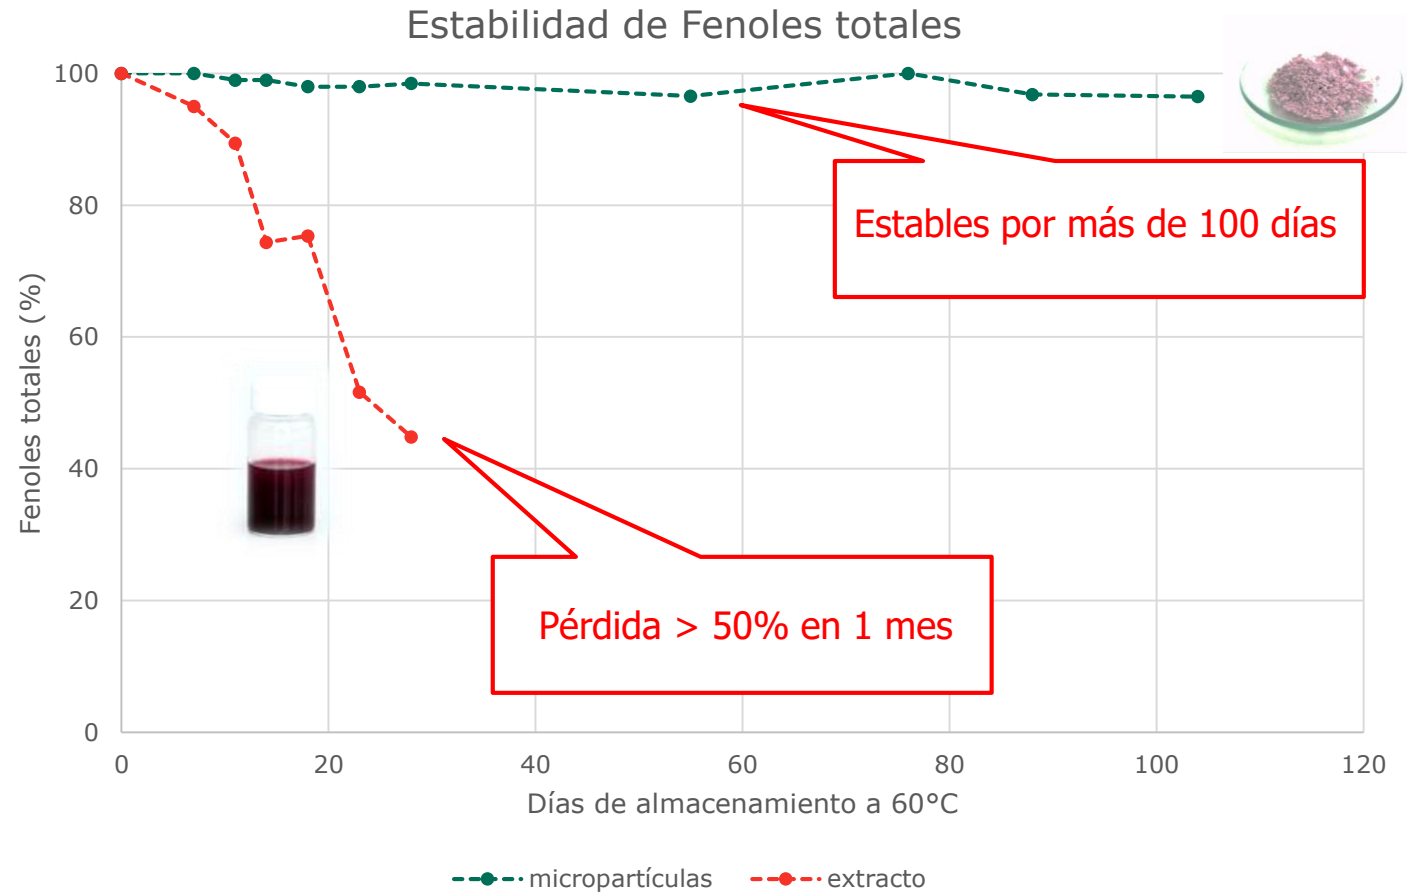 Estabilidad de Fenoles totales
100
80
60
40
20
0
Fenoles totales (%)
Estables por más de 100 días
Pérdida > 50% en 1 mes
0 20 40 60 80 100 120
Días de almacenamiento a 60°C
micropartículas extracto